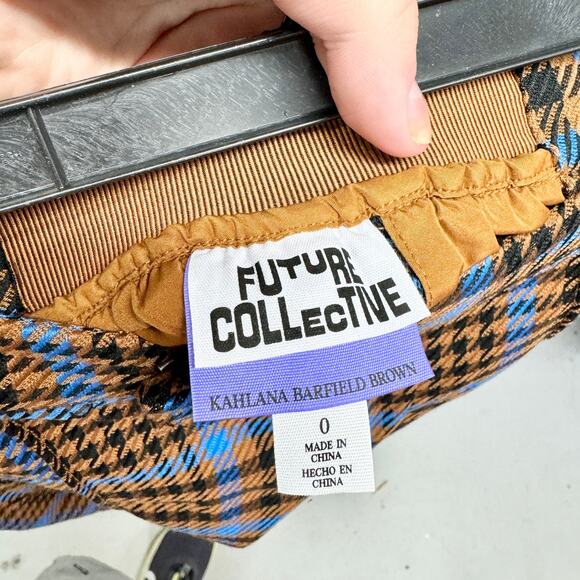 FUTURE
COLLECTIVE
KAHLANA BARFIELD BROWN
0
MADE IN
CHINA
HECHO EN
CHINA